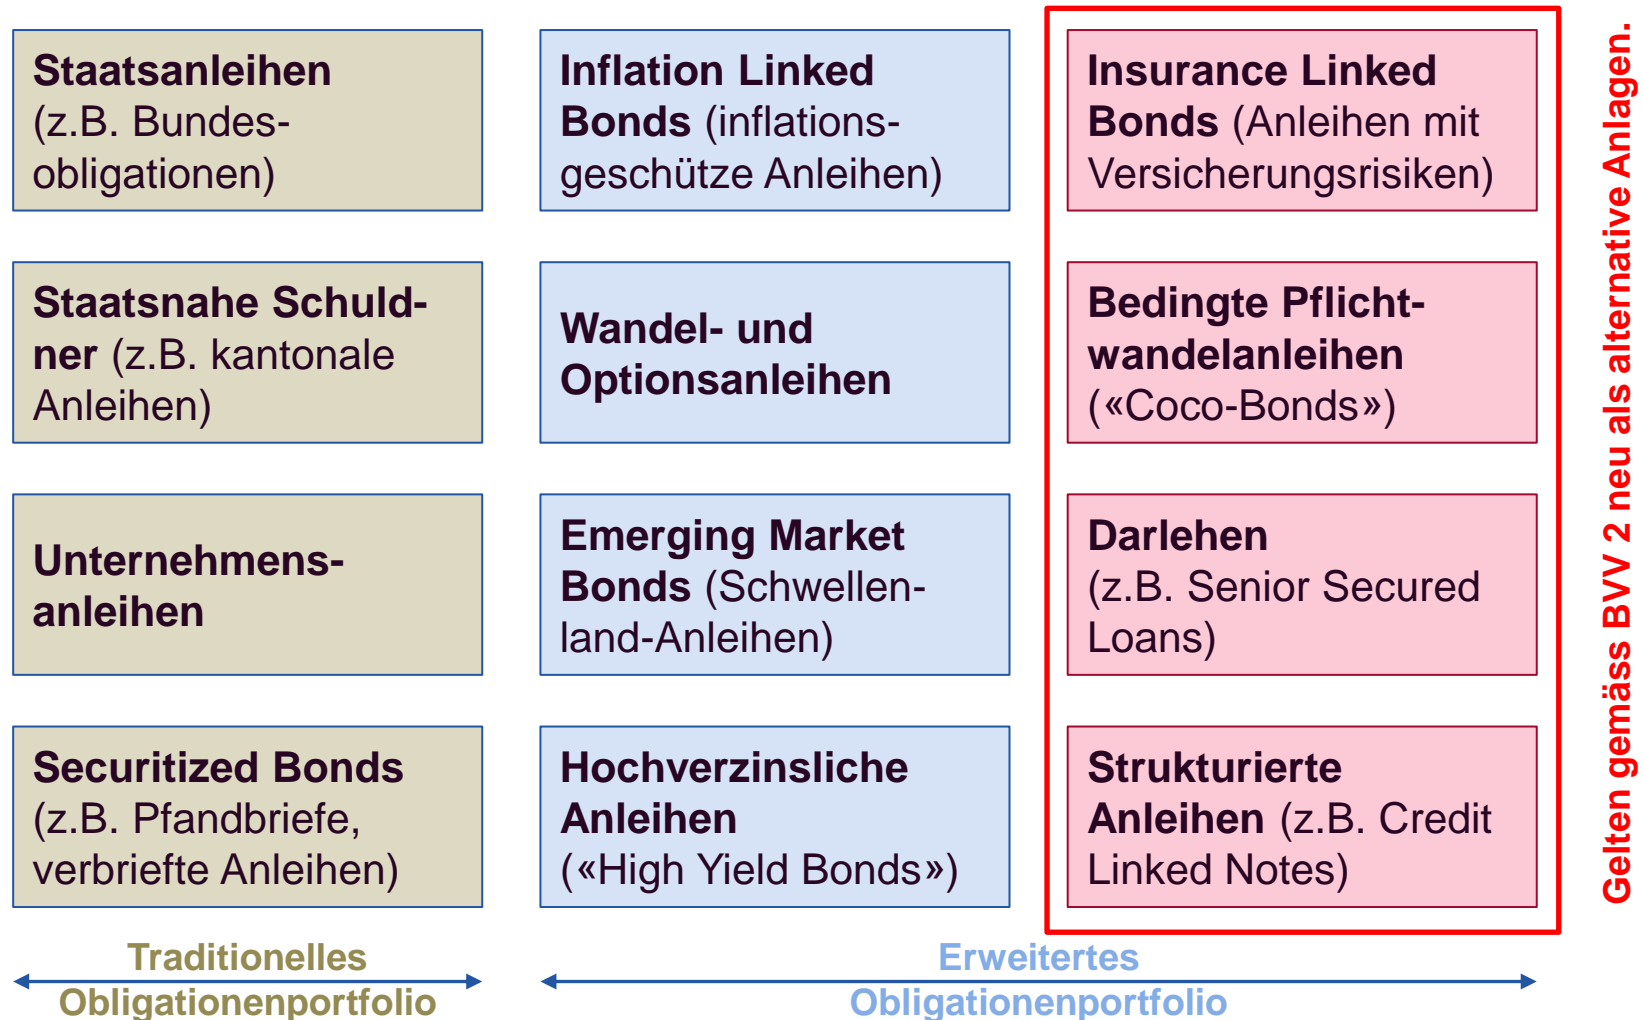 Staatsanleihen
(z.B. Bundes-
obligationen)
Inflation Linked
Bonds (inflations-
geschütze Anleihen)
Insurance Linked
Bonds (Anleihen mit
Versicherungsrisiken)
Staatsnahe Schuld-
ner (z.B. kantonale
Anleihen)
Wandel- und
Optionsanleihen
Bedingte Pflicht-
wandelanleihen
(«Coco-Bonds»)
Unternehmens-
anleihen
Emerging Market
Bonds (Schwellen-
land-Anleihen)
Darlehen
(z.B. Senior Secured
Loans)
Securitized Bonds
(z.B. Pfandbriefe,
verbriefte Anleihen)
Hochverzinsliche
Anleihen
(«High Yield Bonds»)
Strukturierte
Anleihen (z.B. Credit
Linked Notes)
Gelten gemäss BVV 2 neu als alternative Anlagen.
Traditionelles
Obligationenportfolio
Erweitertes
Obligationenportfolio